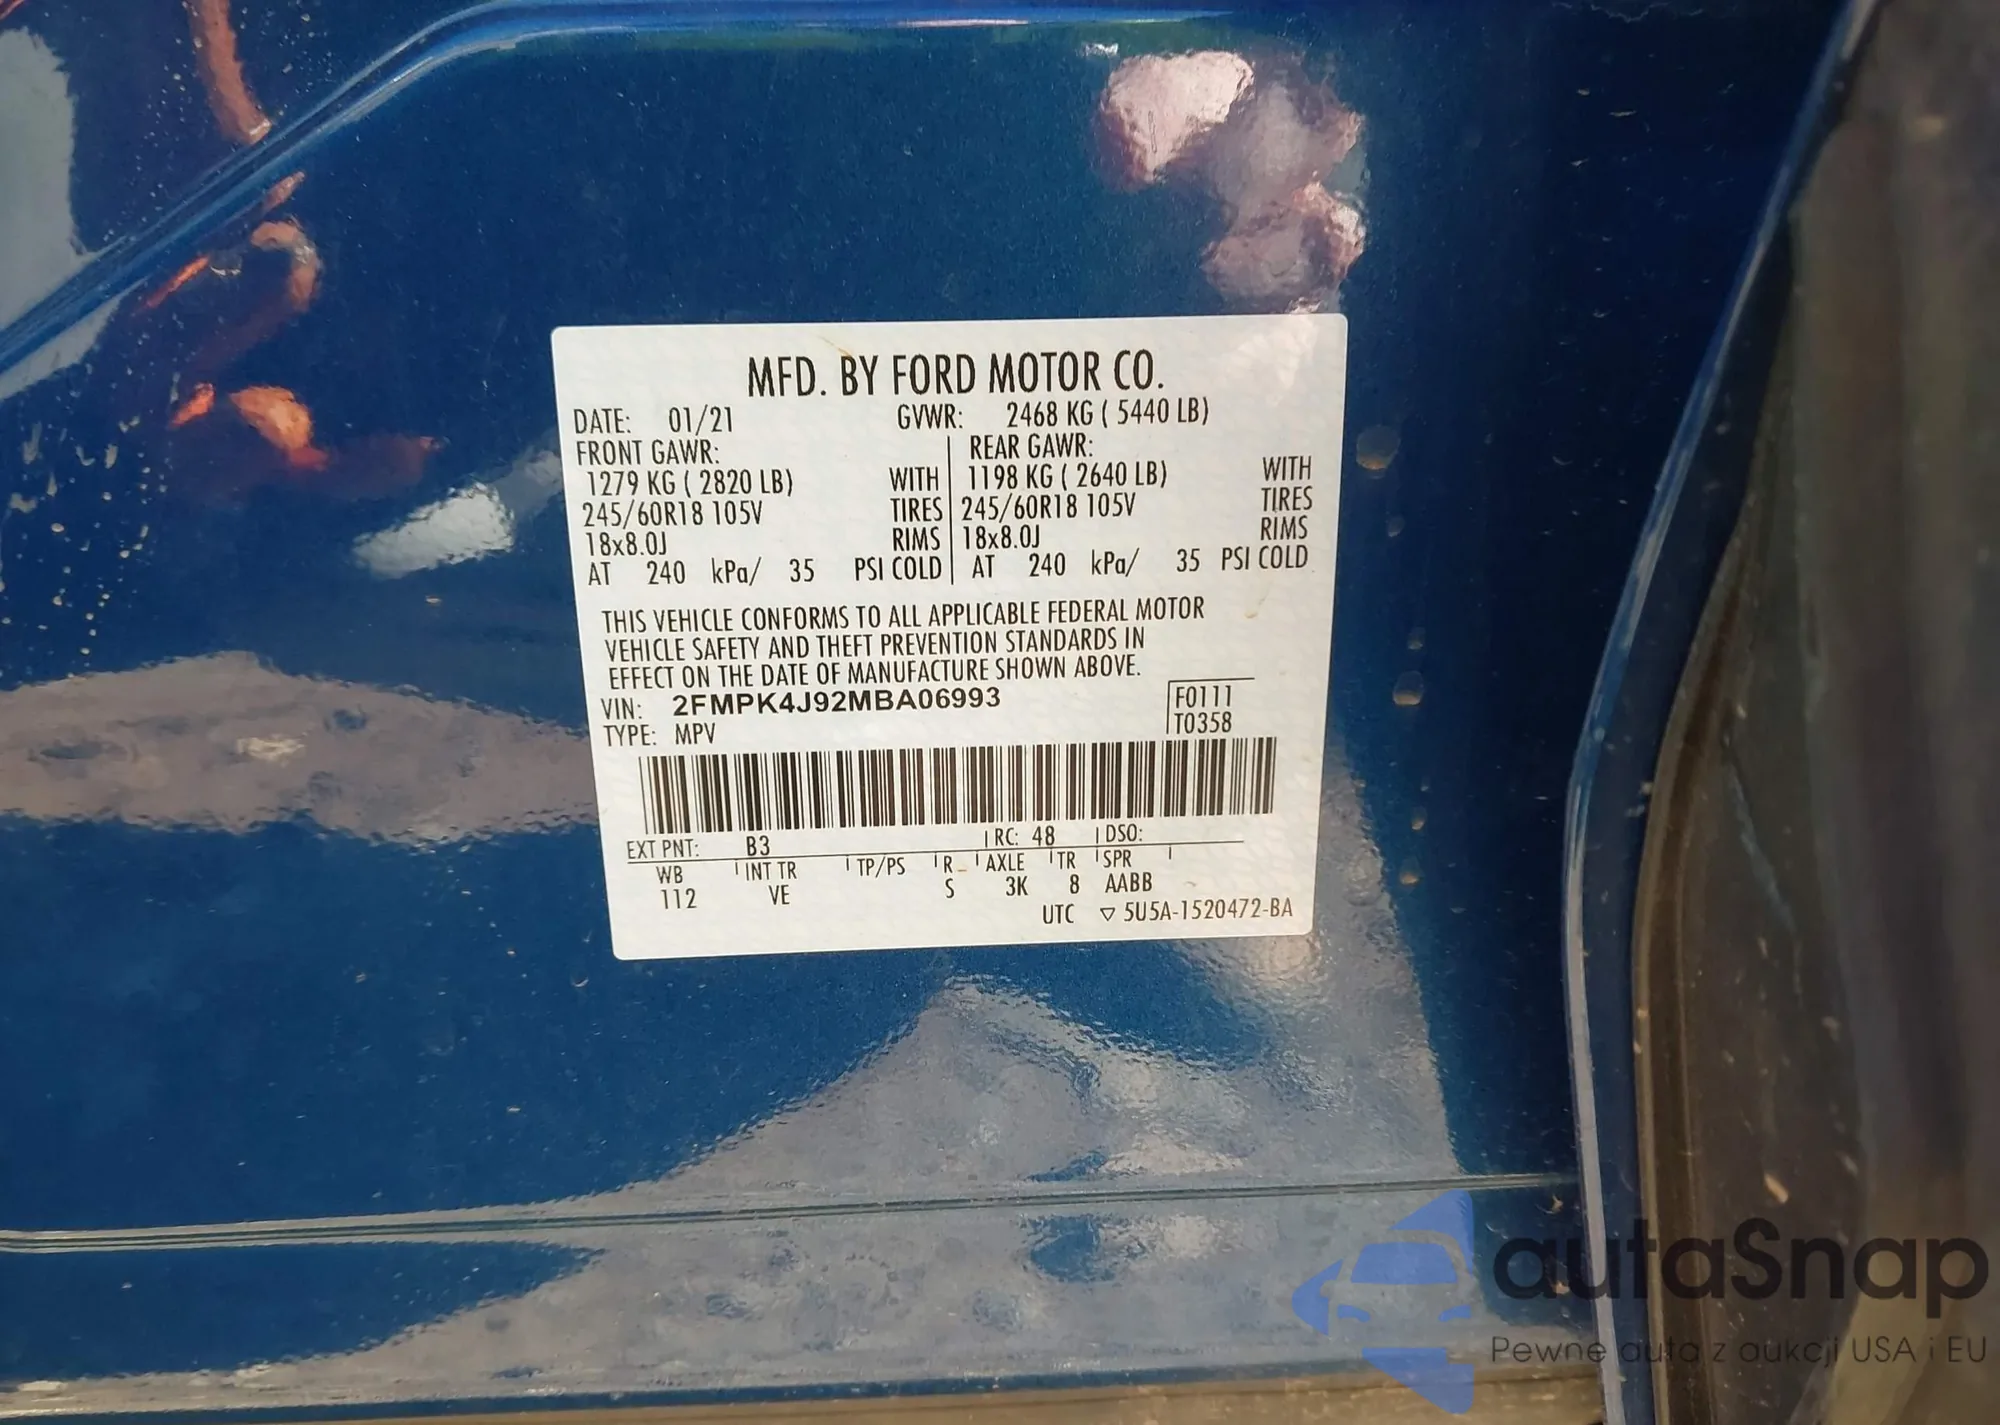 MFD. BY FORD MOTOR CO.
DATE: 01/21 GVWR: 2468 KG ( 5440 LB)
FRONT GAWR: REAR GAWR:
1279 KG ( 2820 LB) WITH 1198 KG ( 2640 LB) WITH
245/60R18 105V TIRES 245/60R18 105V TIRES
18x8.0J RIMS 18x8.0J RIMS
AT 240 kPa/ 35 PSI COLD AT 240 kPa/ 35 PSI COLD
THIS VEHICLE CONFORMS TO ALL APPLICABLE FEDERAL MOTOR
VEHICLE SAFETY AND THEFT PREVENTION STANDARDS IN
EFFECT ON THE DATE OF MANUFACTURE SHOWN ABOVE.
VIN: 2FMPK4J92MBA06993 F0111
TYPE: MPV T0358
EXT PNT: B3 RC: 48 DSO:
WB INT TR TP/PS R AXLE TR SPR
112 VE S 3K 8 AABB
UTC ▽ 5U5A-1520472-BA
autaSnap
Pewne auta z aukcji USA i EU